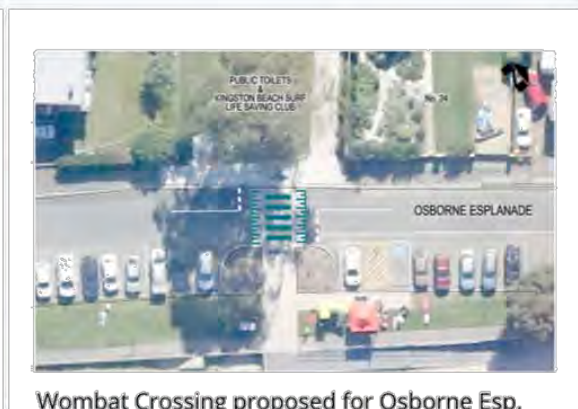 PUBLIC TOILETS
&
KINGSTON BEACH SURF
LIFE SAVING CLUB
No. 24
OSBORNE ESPLANADE
Wombat Crossing proposed for Osborne Esp.